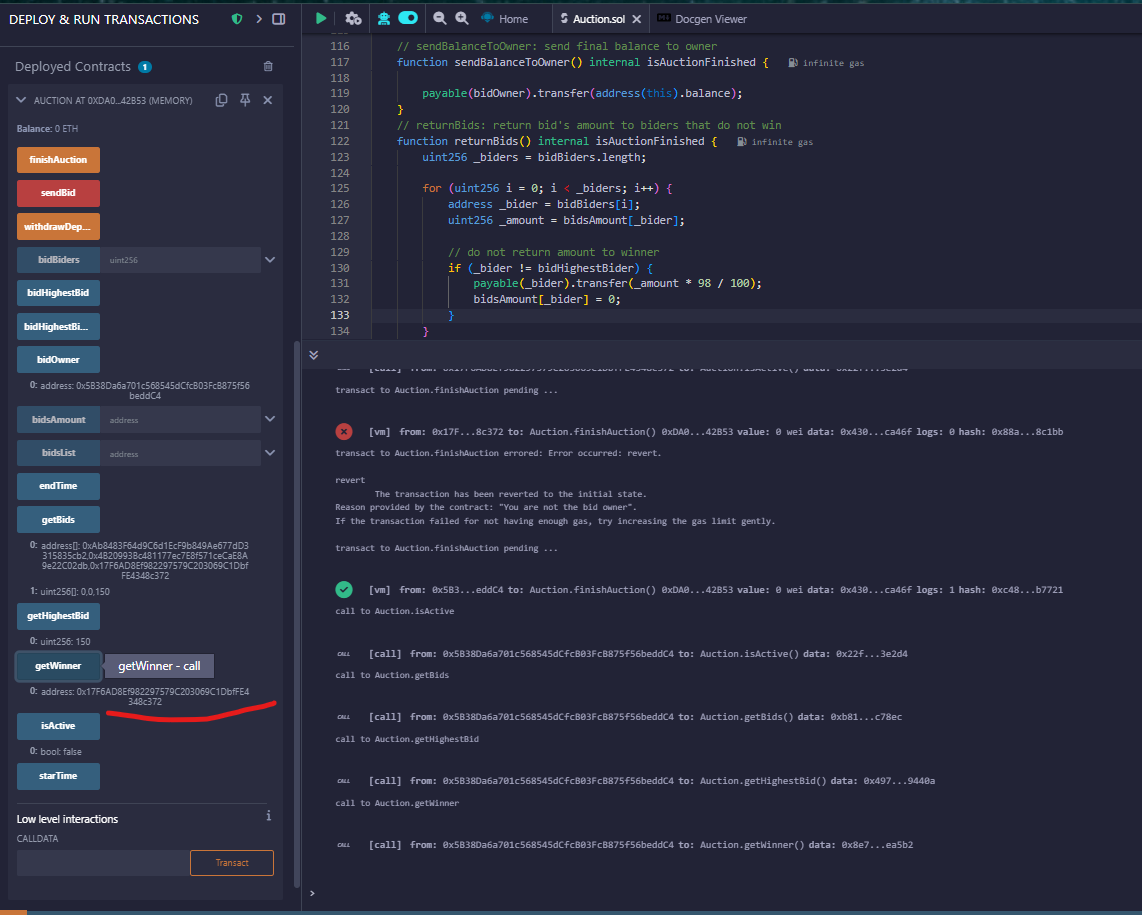 DEPLOY & RUN TRANSACTIONS
Deployed Contracts 1
AUCTION AT 0XDA0...42B53 (MEMORY)
Balance: 0 ETH
finishAuction
sendBid
withdrawDep...
bidBiders uint256
bidHighestBid
bidHighestBi...
bidOwner
0: address: 0x5B38Da6a701c568545dCfcB03FcB875f56
beddC4
bidsAmount address
bidsList address
endTime
getBids
0: address[]: 0xAb8483F64d9C6d1EcF9b849Ae677dD3
315835cb2,0x4B20993Bc481177ec7E8f571ceCaE8A
9e22C02db,0x17F6AD8Ef982297579C203069C1Dbf
FE4348c372
1: uint256[]: 0,0,150
getHighestBid
0: uint256: 150
getWinner
getWinner - call
0: address: 0x17F6AD8Ef982297579C203069C1DbfFE4
348c372
isActive
0: bool: false
starTime
Low level interactions
i
CALLDATA
Transact
Home
Auction.sol
Docgen Viewer
116 // sendBalanceToOwner: send final balance to owner
117 function sendBalanceToOwner() internal isAuctionFinished { infinite gas
118
119 payable(bidOwner).transfer(address(this).balance);
120 }
121 // returnBids: return bid's amount to biders that do not win
122 function returnBids() internal isAuctionFinished { infinite gas
123 uint256 _biders = bidBiders.length;
124
125 for (uint256 i = 0; i < _biders; i++) {
126 address _bider = bidBiders[i];
127 uint256 _amount = bidsAmount[_bider];
128
129 // do not return amount to winner
130 if (_bider != bidHighestBider) {
131 payable(_bider).transfer(_amount * 98 / 100);
132 bidsAmount[_bider] = 0;
133 }
134 }
transact to Auction.finishAuction pending ...
[vm] from: 0x17F...8c372 to: Auction.finishAuction() 0xDA0...42B53 value: 0 wei data: 0x430...ca46f logs: 0 hash: 0x88a...8c1bb
transact to Auction.finishAuction errored: Error occurred: revert.
revert
The transaction has been reverted to the initial state.
Reason provided by the contract: "You are not the bid owner".
If the transaction failed for not having enough gas, try increasing the gas limit gently.
transact to Auction.finishAuction pending ...
[vm] from: 0x5B3...eddC4 to: Auction.finishAuction() 0xDA0...42B53 value: 0 wei data: 0x430...ca46f logs: 1 hash: 0xc48...b7721
call to Auction.isActive
CALL [call] from: 0x5B38Da6a701c568545dCfcB03FcB875f56beddC4 to: Auction.isActive() data: 0x22f...3e2d4
call to Auction.getBids
CALL [call] from: 0x5B38Da6a701c568545dCfcB03FcB875f56beddC4 to: Auction.getBids() data: 0xb81...c78ec
call to Auction.getHighestBid
CALL [call] from: 0x5B38Da6a701c568545dCfcB03FcB875f56beddC4 to: Auction.getHighestBid() data: 0x497...9440a
call to Auction.getWinner
CALL [call] from: 0x5B38Da6a701c568545dCfcB03FcB875f56beddC4 to: Auction.getWinner() data: 0x8e7...ea5b2
>